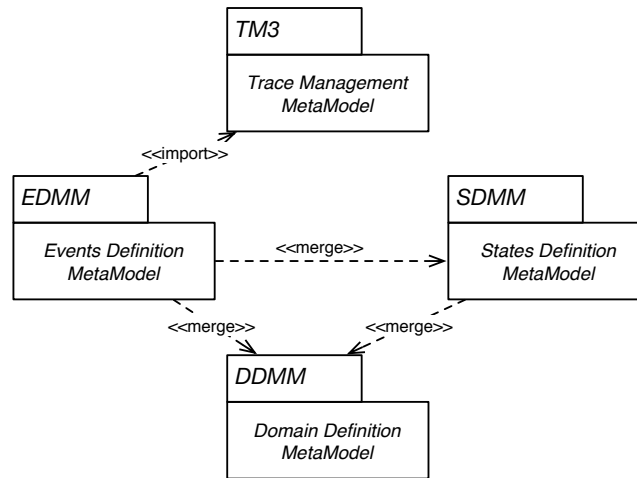 TM3
Trace Management
MetaModel
<<import>>
EDMM
Events Definition
MetaModel
<<merge>>
SDMM
States Definition
MetaModel
<<merge>>
<<merge>>
DDMM
Domain Definition
MetaModel